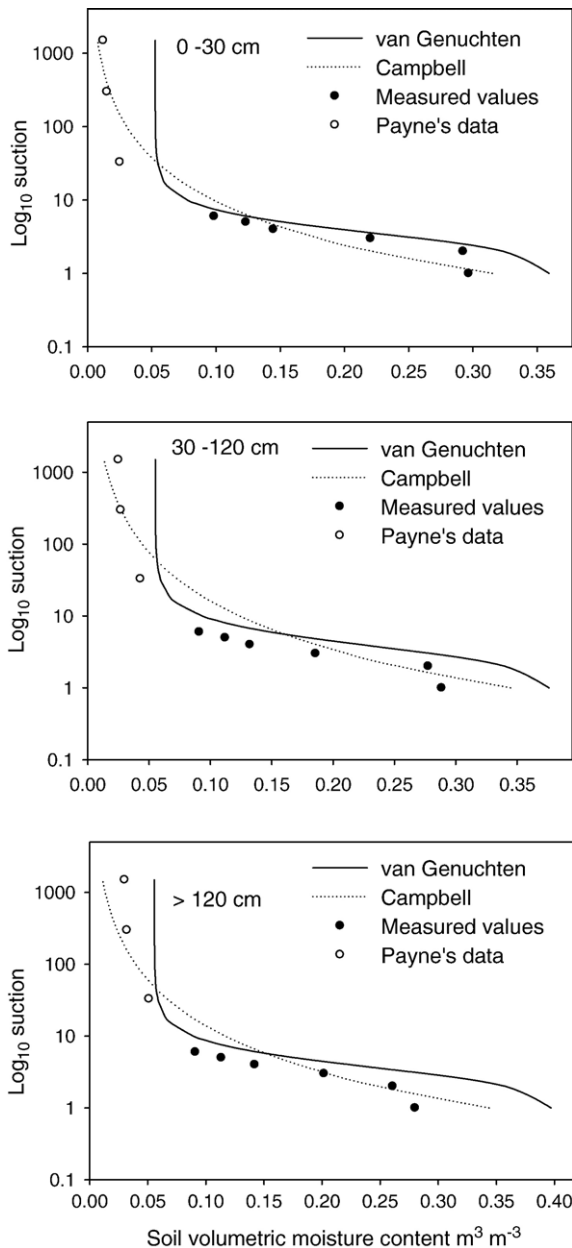 1000
100
10
1
0.1
Log₁₀ suction
0 -30 cm
van Genuchten
Campbell
Measured values
Payne's data
0.00 0.05 0.10 0.15 0.20 0.25 0.30 0.35
1000
100
10
1
0.1
Log₁₀ suction
30 -120 cm
van Genuchten
Campbell
Measured values
Payne's data
0.00 0.05 0.10 0.15 0.20 0.25 0.30 0.35
1000
100
10
1
0.1
Log₁₀ suction
> 120 cm
van Genuchten
Campbell
Measured values
Payne's data
0.00 0.05 0.10 0.15 0.20 0.25 0.30 0.35 0.40
Soil volumetric moisture content m³ m⁻³